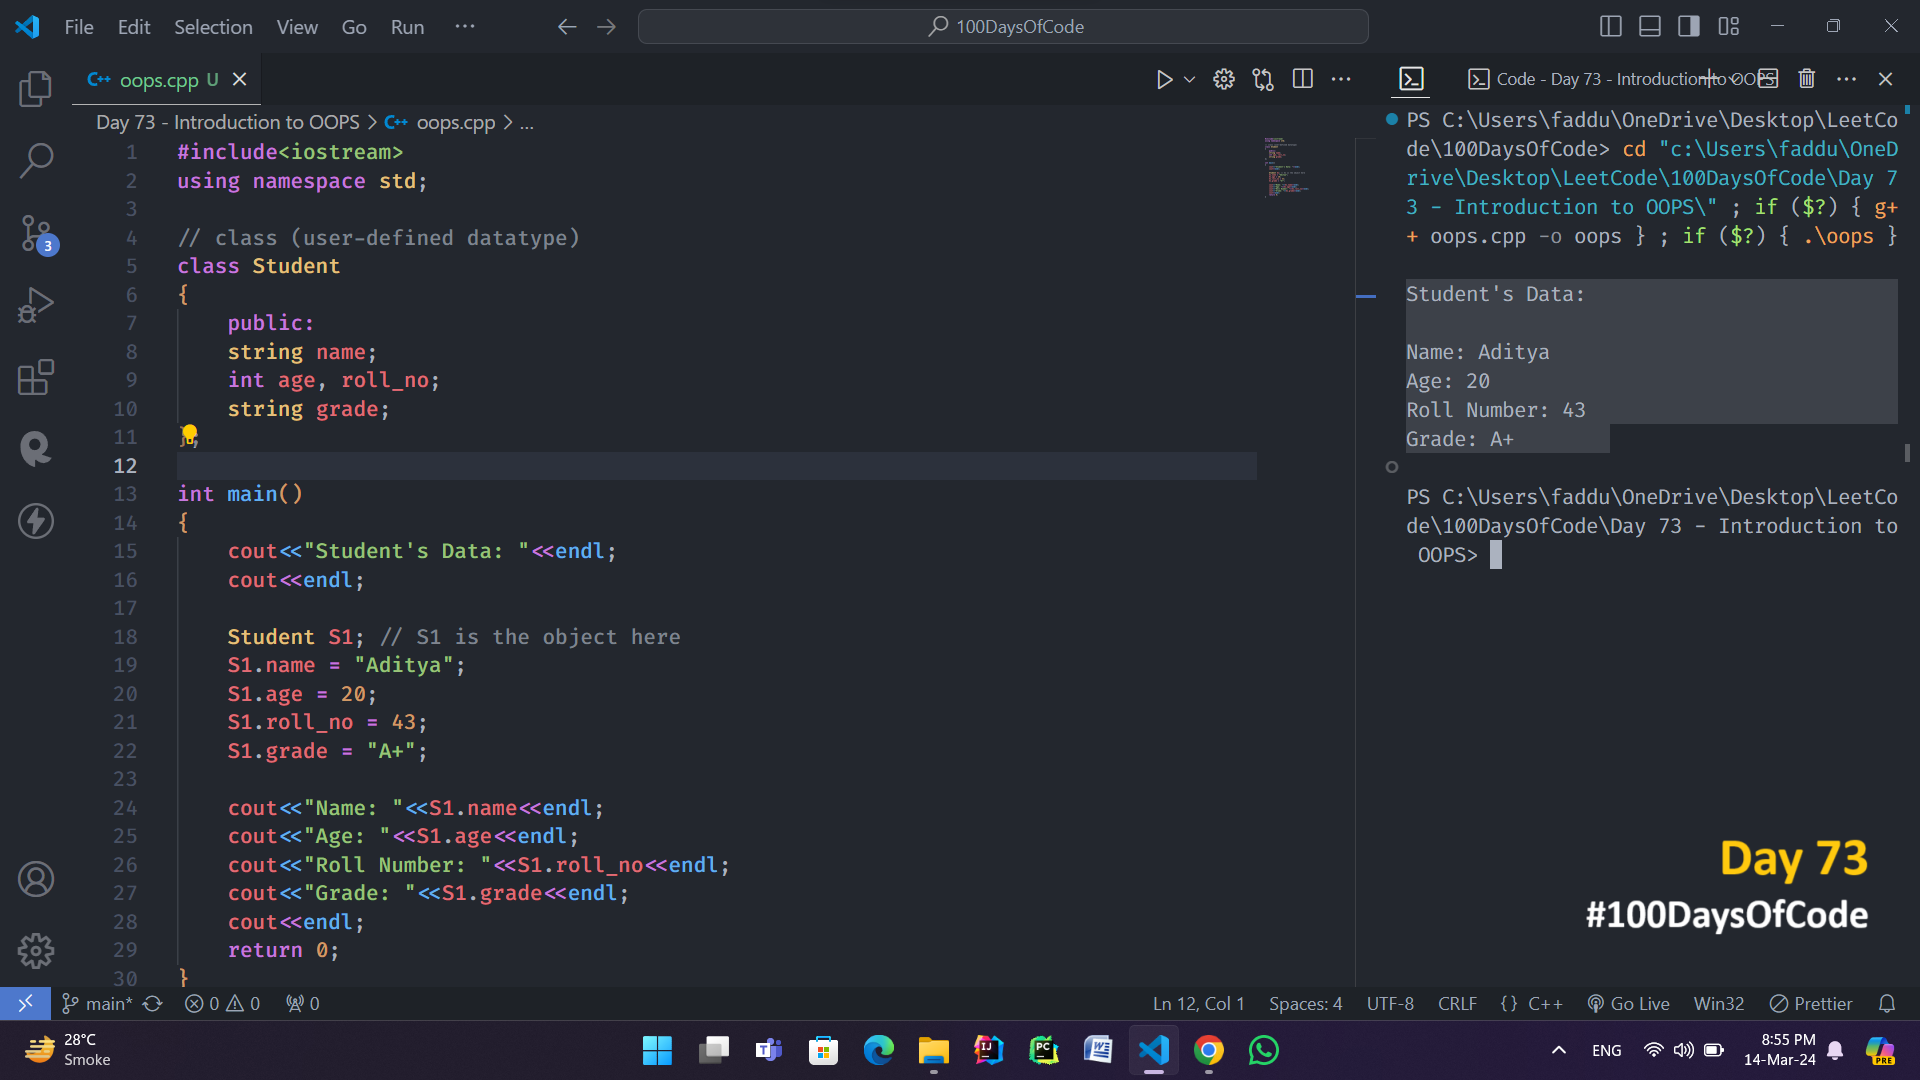 File Edit Selection View Go Run ··· 100DaysOfCode
oops.cpp U
Day 73 - Introduction to OOPS > oops.cpp > ...
1 #include<iostream>
2 using namespace std;
3
4 // class (user-defined datatype)
5 class Student
6 {
7 public:
8 string name;
9 int age, roll_no;
10 string grade;
11 };
12
13 int main()
14 {
15 cout<<"Student's Data: "<<endl;
16 cout<<endl;
17
18 Student S1; // S1 is the object here
19 S1.name = "Aditya";
20 S1.age = 20;
21 S1.roll_no = 43;
22 S1.grade = "A+";
23
24 cout<<"Name: "<<S1.name<<endl;
25 cout<<"Age: "<<S1.age<<endl;
26 cout<<"Roll Number: "<<S1.roll_no<<endl;
27 cout<<"Grade: "<<S1.grade<<endl;
28 cout<<endl;
29 return 0;
30 }
3
Code - Day 73 - Introduction to OOPS
PS C:\Users\faddu\OneDrive\Desktop\LeetCo
de\100DaysOfCode> cd "c:\Users\faddu\OneD
rive\Desktop\LeetCode\100DaysOfCode\Day 7
3 - Introduction to OOPS\" ; if ($?) { g+
+ oops.cpp -o oops } ; if ($?) { .\oops }
Student's Data:
Name: Aditya
Age: 20
Roll Number: 43
Grade: A+
PS C:\Users\faddu\OneDrive\Desktop\LeetCo
de\100DaysOfCode\Day 73 - Introduction to
OOPS>
Day 73
#100DaysOfCode
main* 0 0 0 Ln 12, Col 1 Spaces: 4 UTF-8 CRLF {} C++ Go Live Win32 Prettier
28°C
Smoke
ENG
8:55 PM
14-Mar-24